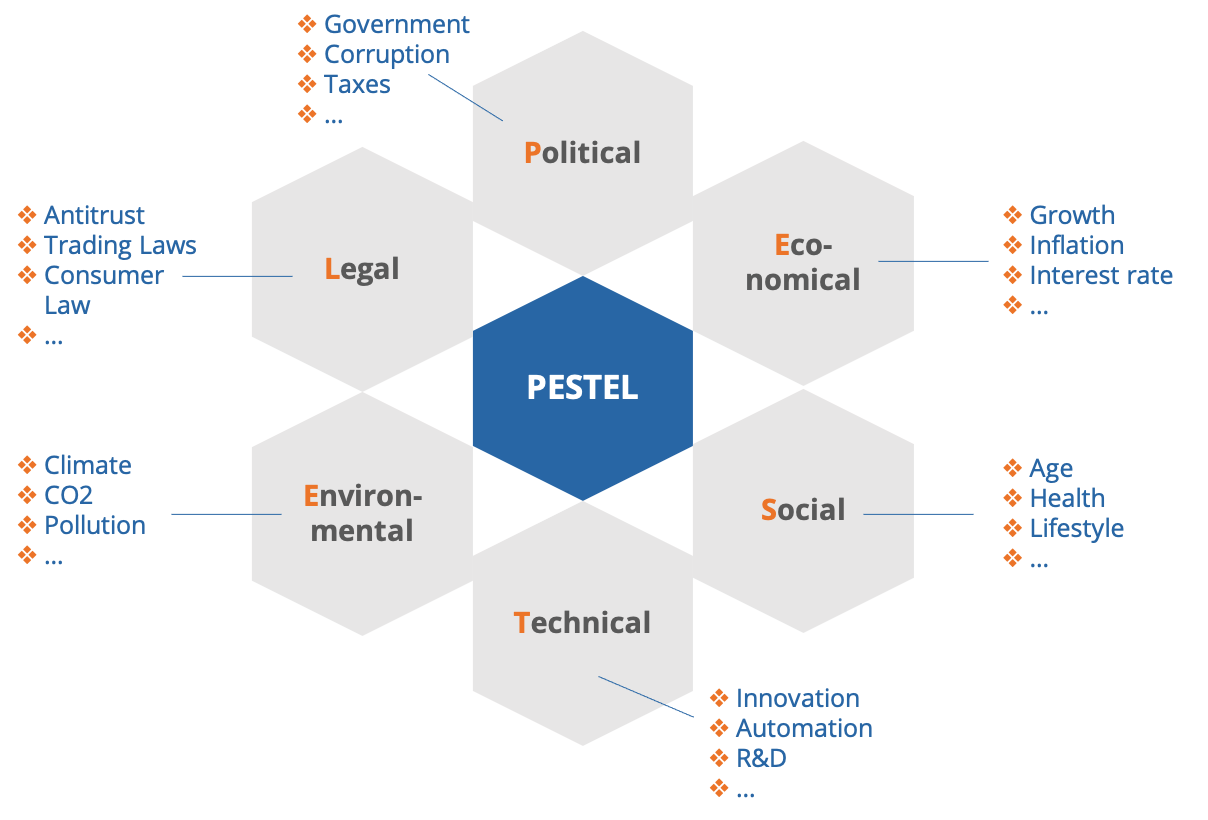 ❖ Government
❖ Corruption
❖ Taxes
❖ ...
Political
❖ Antitrust
❖ Trading Laws
❖ Consumer
Law
❖ ...
Legal
Eco-
nomical
❖ Growth
❖ Inflation
❖ Interest rate
❖ ...
PESTEL
❖ Climate
❖ CO2
❖ Pollution
❖ ...
Environ-
mental
Social
❖ Age
❖ Health
❖ Lifestyle
❖ ...
Technical
❖ Innovation
❖ Automation
❖ R&D
❖ ...